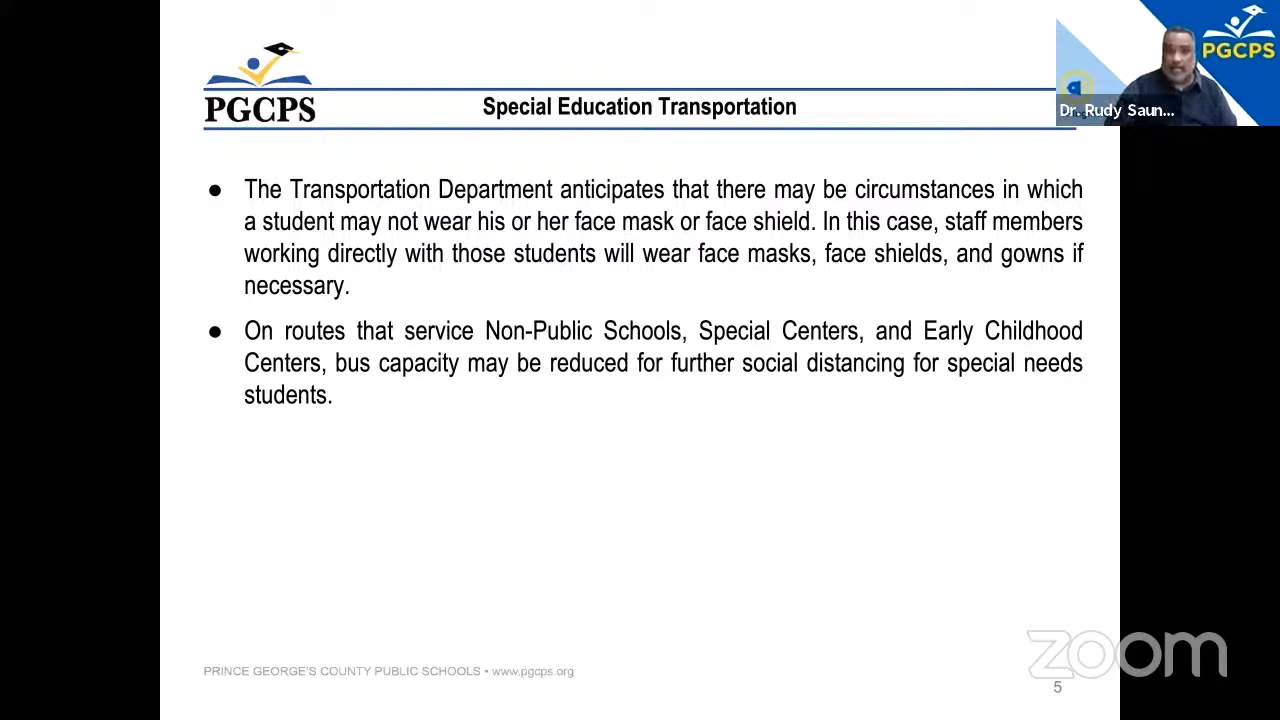 PGCPS
Special Education Transportation
PGCPS
Dr. Rudy Saun...
● The Transportation Department anticipates that there may be circumstances in which
a student may not wear his or her face mask or face shield. In this case, staff members
working directly with those students will wear face masks, face shields, and gowns if
necessary.
● On routes that service Non-Public Schools, Special Centers, and Early Childhood
Centers, bus capacity may be reduced for further social distancing for special needs
students.
PRINCE GEORGE'S COUNTY PUBLIC SCHOOLS • www.pgcps.org
zoom
5